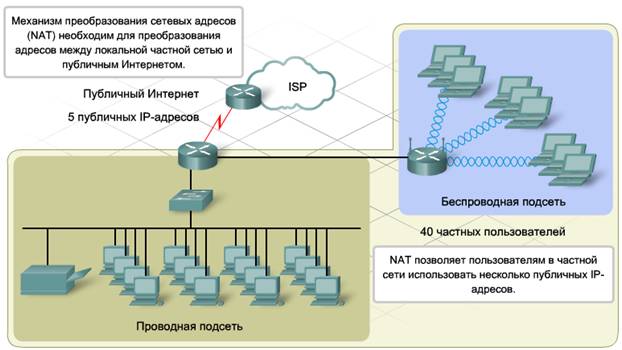 Механизм преобразования сетевых адресов
(NAT) необходим для преобразования
адресов между локальной частной сетью и
публичным Интернетом.
Публичный Интернет
ISP
5 публичных IP-адресов
Беспроводная подсеть
40 частных пользователей
NAT позволяет пользователям в частной
сети использовать несколько публичных IP-
адресов.
Проводная подсеть